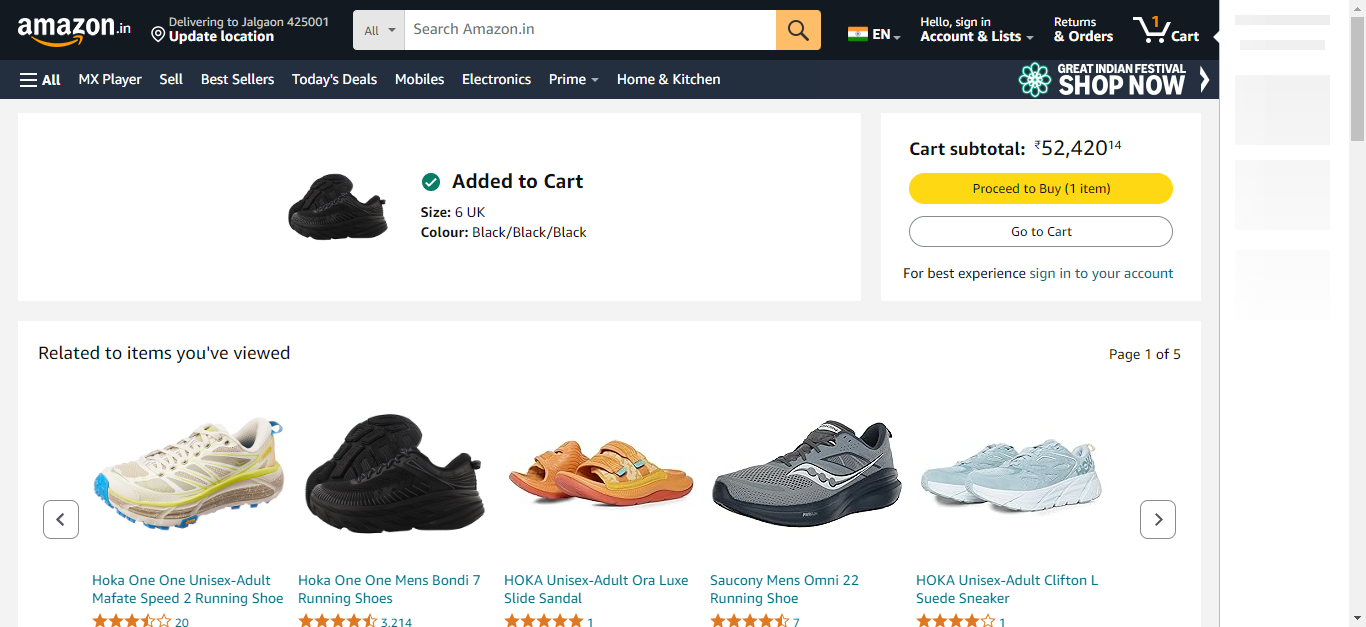 amazon.in
Delivering to Jalgaon 425001
Update location
All
Search Amazon.in
EN
Hello, sign in
Account & Lists
Returns
& Orders
1
Cart
All
MX Player
Sell
Best Sellers
Today's Deals
Mobiles
Electronics
Prime
Home & Kitchen
GREAT INDIAN FESTIVAL
SHOP NOW
Added to Cart
Size: 6 UK
Colour: Black/Black/Black
Cart subtotal: ₹52,42014
Proceed to Buy (1 item)
Go to Cart
For best experience sign in to your account
Related to items you've viewed
Page 1 of 5
Hoka One One Unisex-Adult
Mafate Speed 2 Running Shoe
20
Hoka One One Mens Bondi 7
Running Shoes
3,214
HOKA Unisex-Adult Ora Luxe
Slide Sandal
1
Saucony Mens Omni 22
Running Shoe
7
HOKA Unisex-Adult Clifton L
Suede Sneaker
1